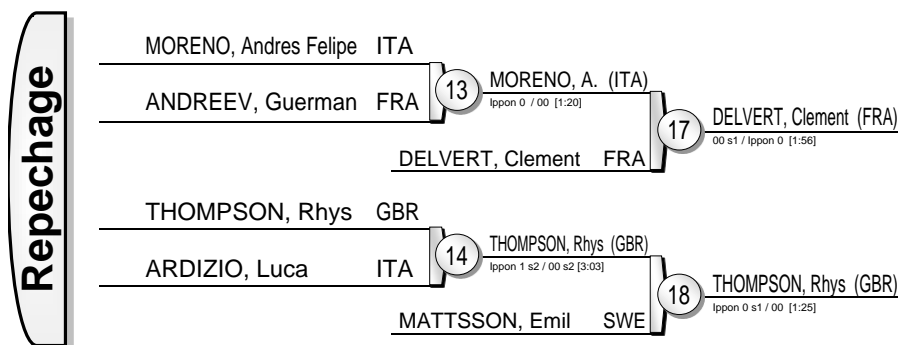 Repechage
MORENO, Andres Felipe ITA
ANDREEV, Guerman FRA
13
MORENO, A. (ITA)
Ippon 0 / 00 [1:20]
DELVERT, Clement FRA
17
DELVERT, Clement (FRA)
00 s1 / Ippon 0 [1:56]
THOMPSON, Rhys GBR
ARDIZIO, Luca ITA
14
THOMPSON, Rhys (GBR)
Ippon 1 s2 / 00 s2 [3:03]
MATTSSON, Emil SWE
18
THOMPSON, Rhys (GBR)
Ippon 0 s1 / 00 [1:25]